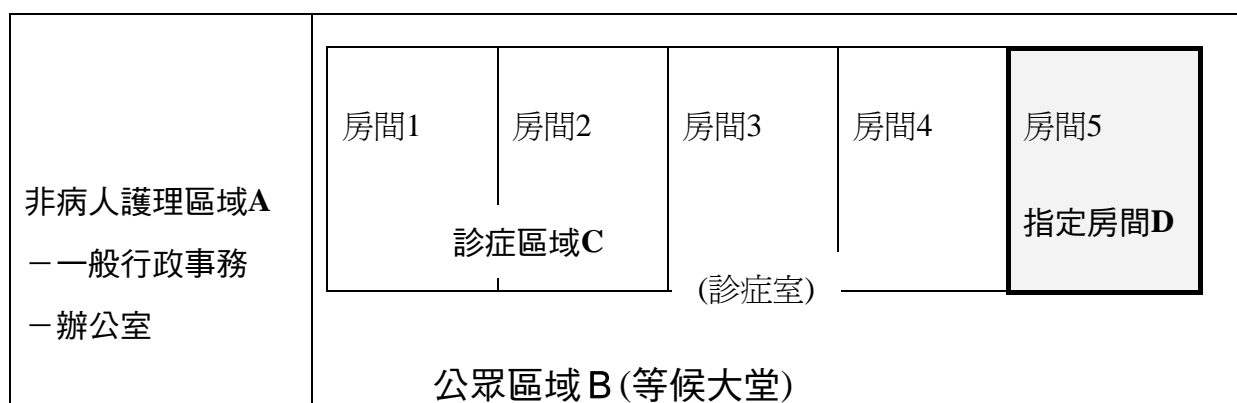 房間1
房間2
房間3
房間4
房間5
非病人護理區域A
－一般行政事務
－辦公室
診症區域C
(診症室)
指定房間D
公眾區域B(等候大堂)